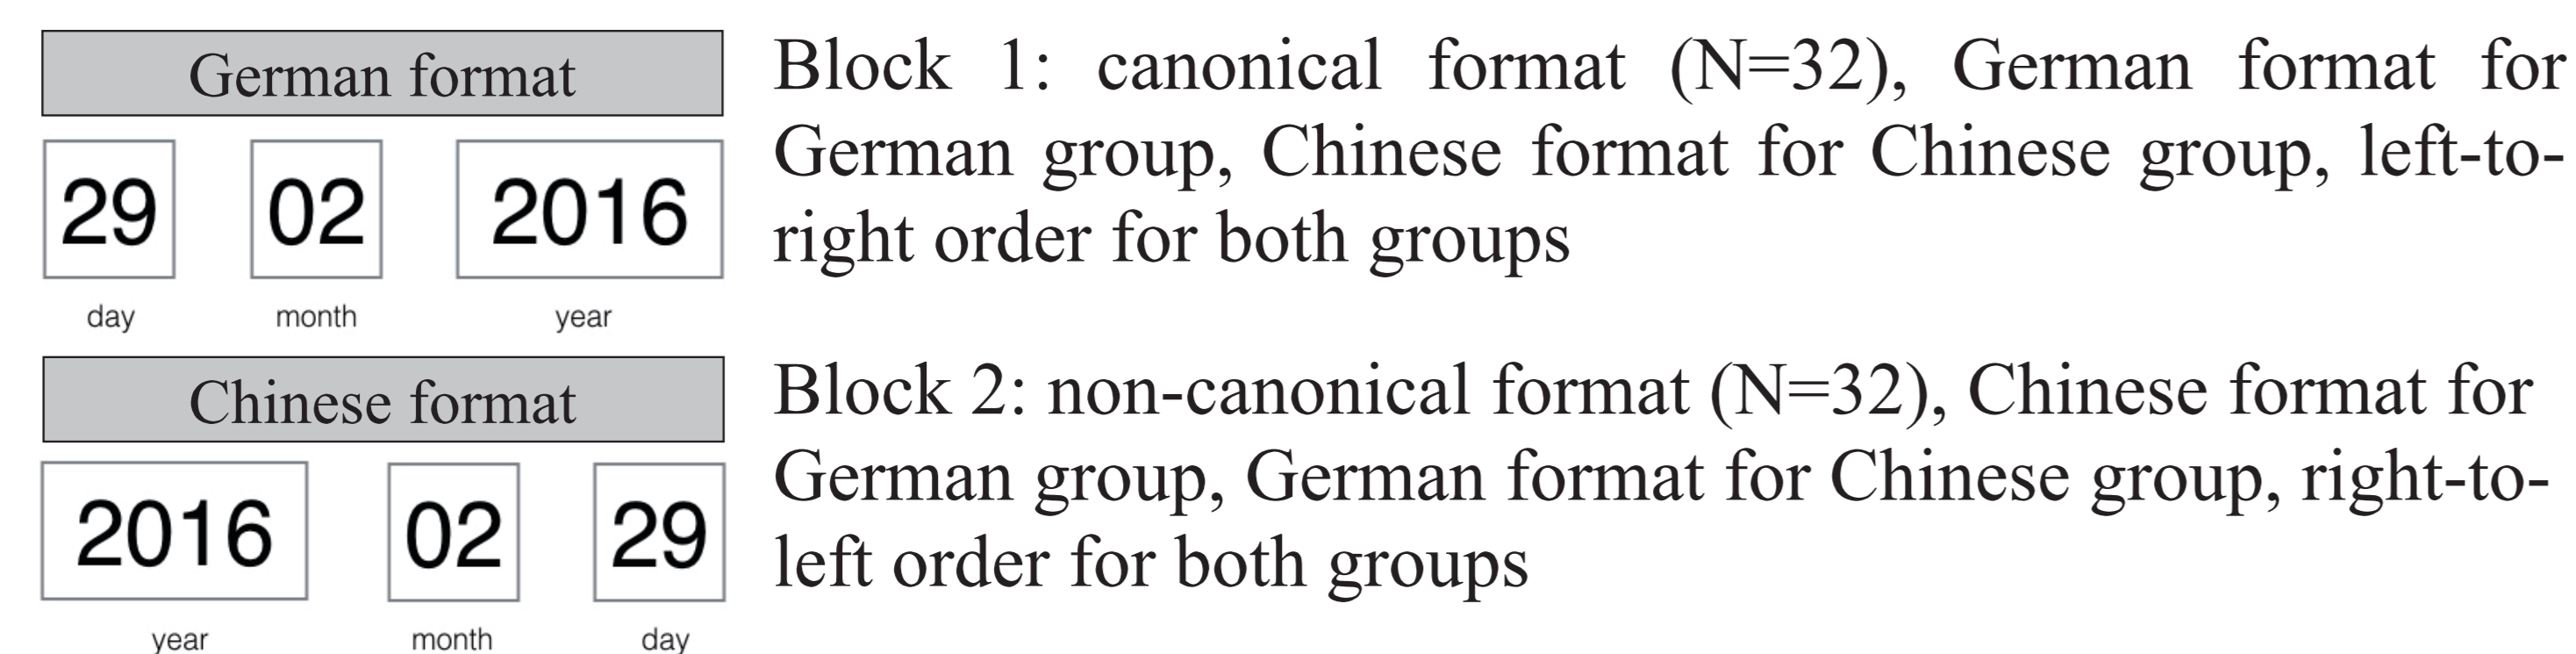 German format
29 02 2016
day month year
Chinese format
2016 02 29
year month day
Block 1: canonical format (N=32), German format for
German group, Chinese format for Chinese group, left-to-
right order for both groups
Block 2: non-canonical format (N=32), Chinese format for
German group, German format for Chinese group, right-to-
left order for both groups